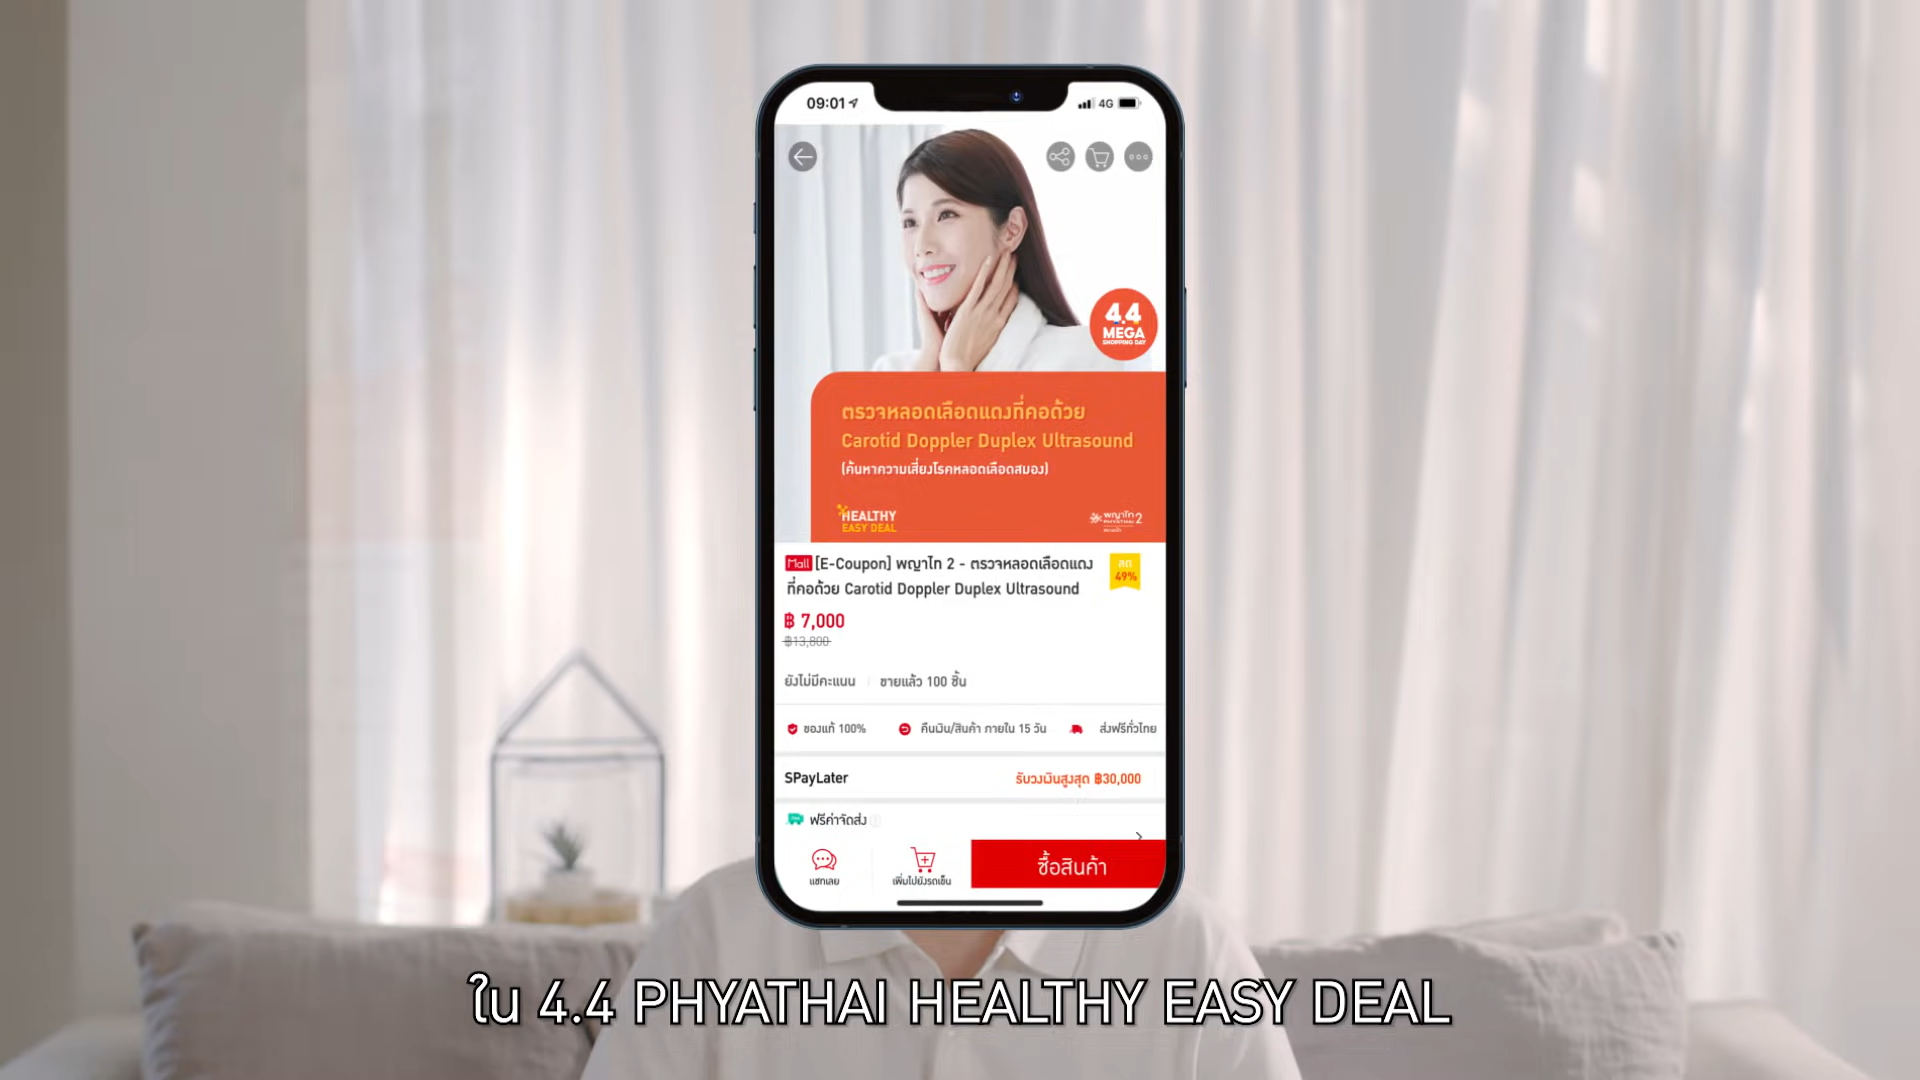 09:01
4G
4.4
MEGA
SHOPPING DAY
ตรวจหลอดเลือดแดงที่คอด้วย
Carotid Doppler Duplex Ultrasound
(ค้นหาความเสี่ยงโรคหลอดเลือดสมอง)
HEALTHY
EASY DEAL
พญาไท 2
PHYATHAI
Mall [E-Coupon] พญาไท 2 - ตรวจหลอดเลือดแดง
ที่คอด้วย Carotid Doppler Duplex Ultrasound
ลด
49%
฿ 7,000
฿13,800
ยังไม่มีคะแนน
ขายแล้ว 100 ชิ้น
ของแท้ 100%
คืนเงิน/สินค้า ภายใน 15 วัน
ส่งฟรีทั่วไทย
SPayLater
รับวงเงินสูงสุด ฿30,000
ฟรีค่าจัดส่ง
แชทเลย
เพิ่มไปยังรถเข็น
ซื้อสินค้า
ใน 4.4 PHYATHAI HEALTHY EASY DEAL